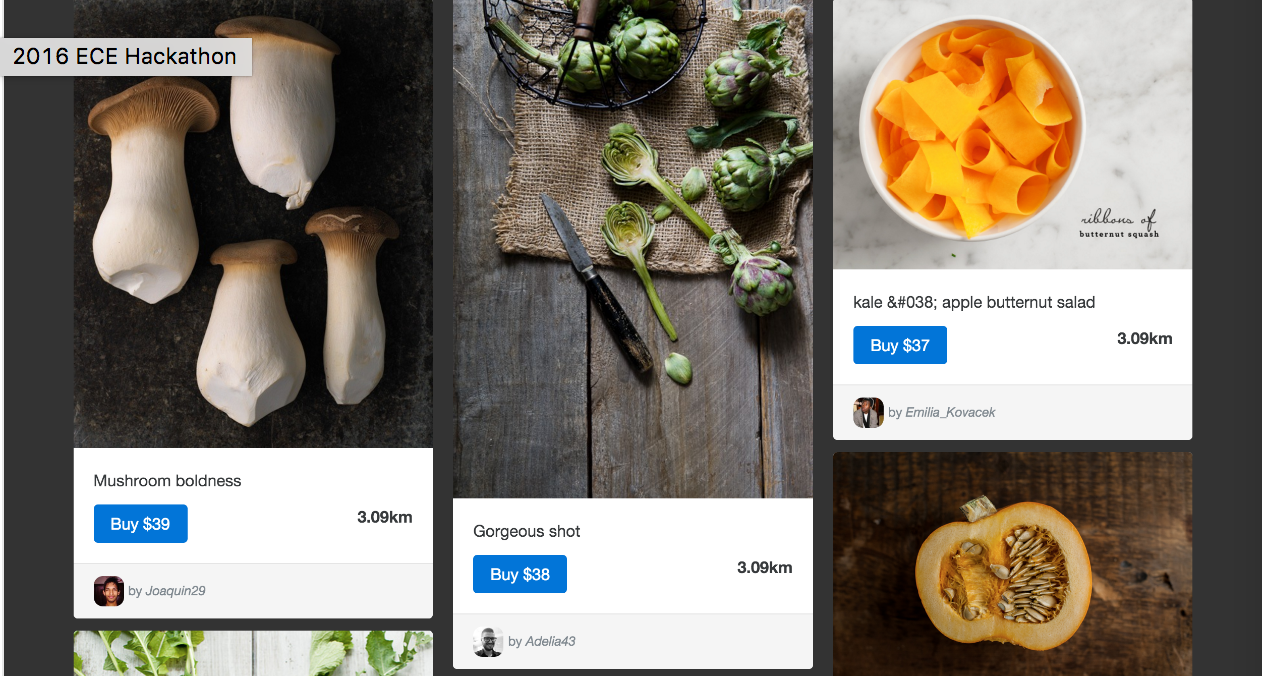 2016 ECE Hackathon
Mushroom boldness
Buy $39
3.09km
by Joaquin29
Gorgeous shot
Buy $38
3.09km
by Adelia43
ribbons of
butternut squash
kale &#038; apple butternut salad
Buy $37
3.09km
by Emilia_Kovacek